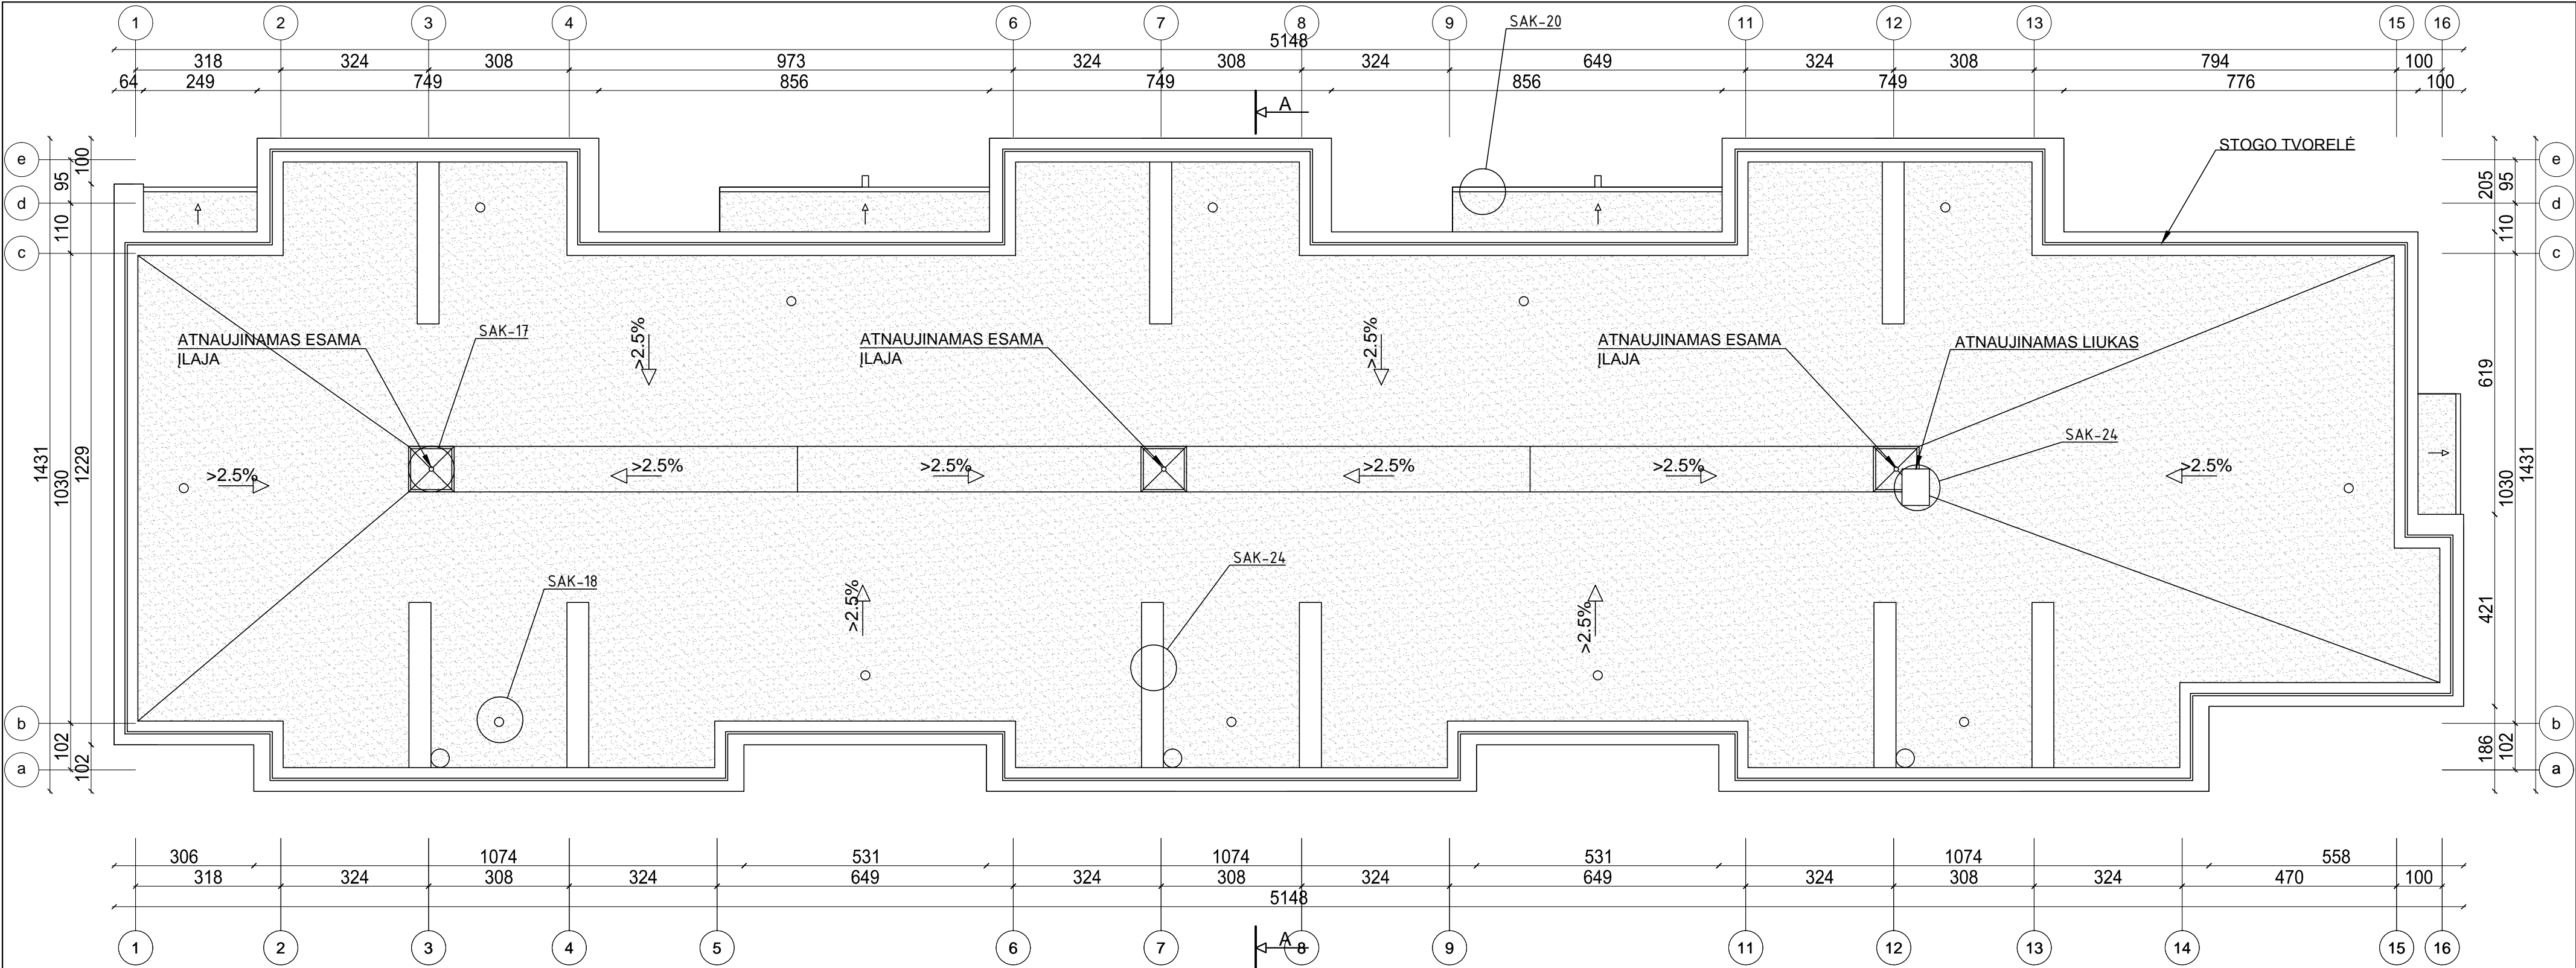 1 2 3 4 6 7 8 9 11 12 13 15 16
SAK-20
5148
318 324 308 973 324 308 324 649 324 308 794 100
64 249 749 856 749 856 749 776 100
A
STOGO TVORELĖ
e
d
c
b
a
100
95
110
1431
1030
1229
102
102
e
d
c
b
a
205
95
110
619
1030
1431
421
186
102
ATNAUJINAMAS ESAMA
ĮLAJA
SAK-17
>2.5%
ATNAUJINAMAS ESAMA
ĮLAJA
>2.5%
ATNAUJINAMAS ESAMA
ĮLAJA
ATNAUJINAMAS LIUKAS
SAK-24
>2.5% >2.5% >2.5% >2.5% >2.5% >2.5%
SAK-18
>2.5%
SAK-24
>2.5%
306 1074 531 1074 531 1074 558
318 324 308 324 649 324 308 324 649 324 308 324 470 100
5148
A
1 2 3 4 5 6 7 8 9 11 12 13 14 15 16